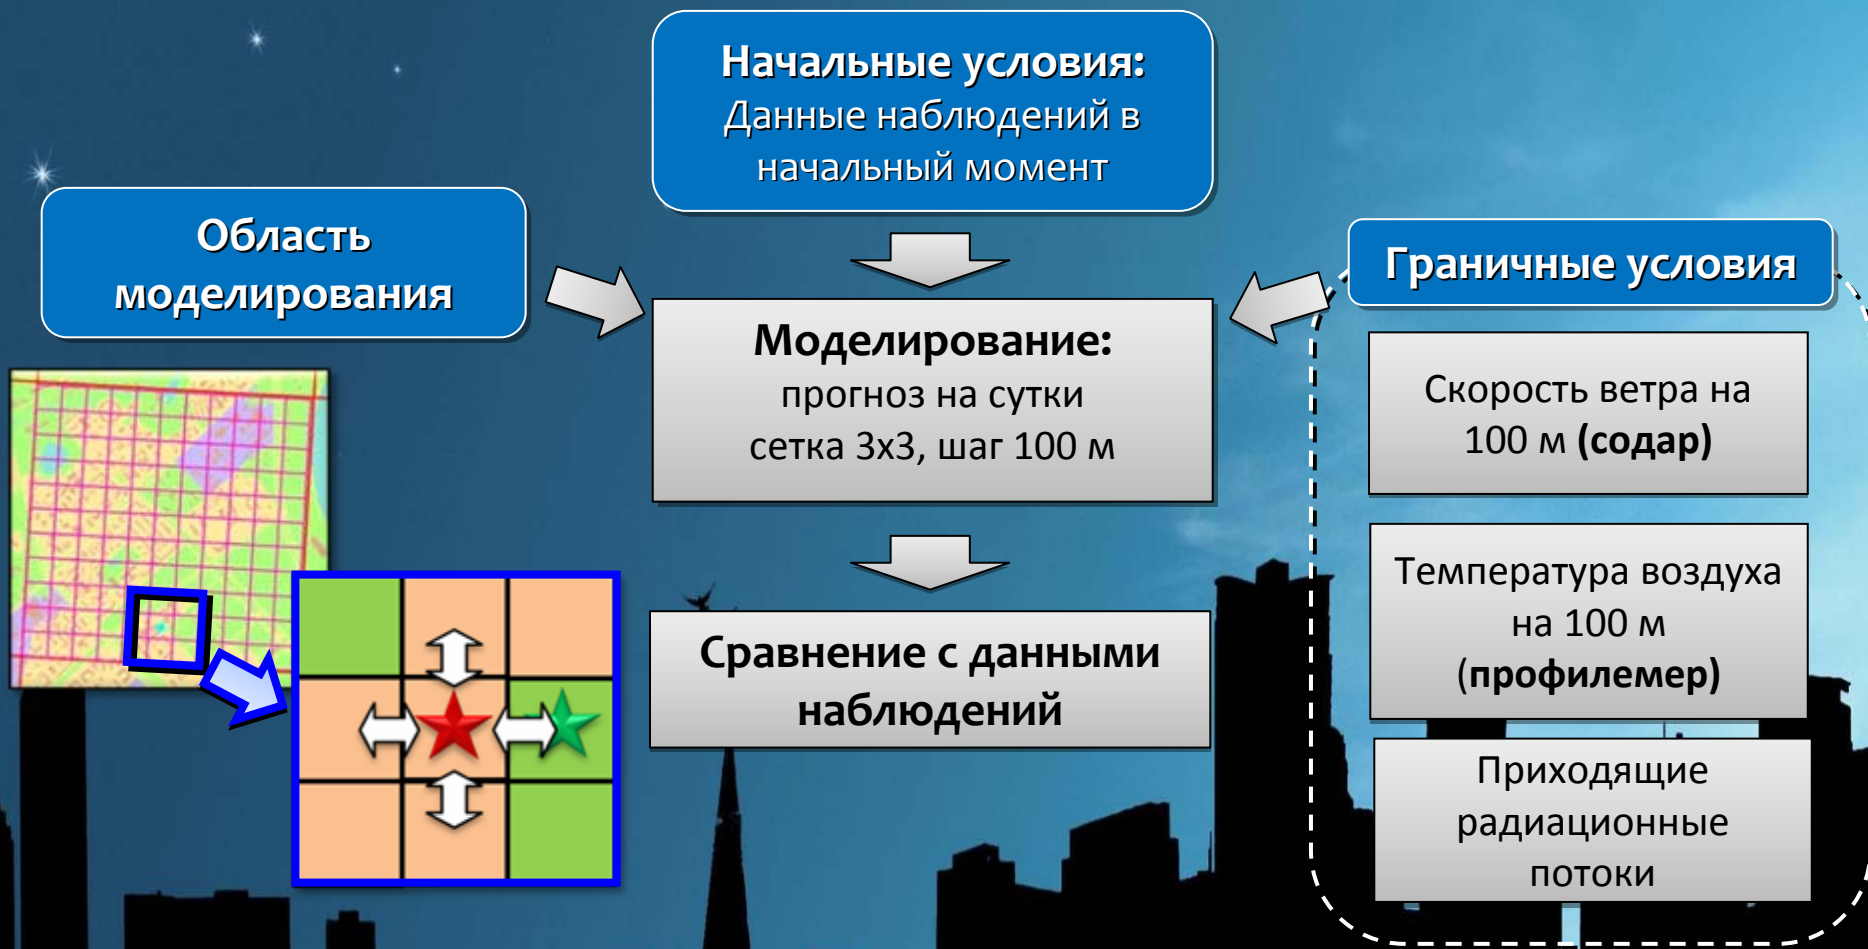 Начальные условия:
Данные наблюдений в
начальный момент
Область
моделирования
Граничные условия
Моделирование:
прогноз на сутки
сетка 3х3, шаг 100 м
Скорость ветра на
100 м (содар)
Температура воздуха
на 100 м
(профилемер)
Сравнение с данными
наблюдений
Приходящие
радиационные
потоки